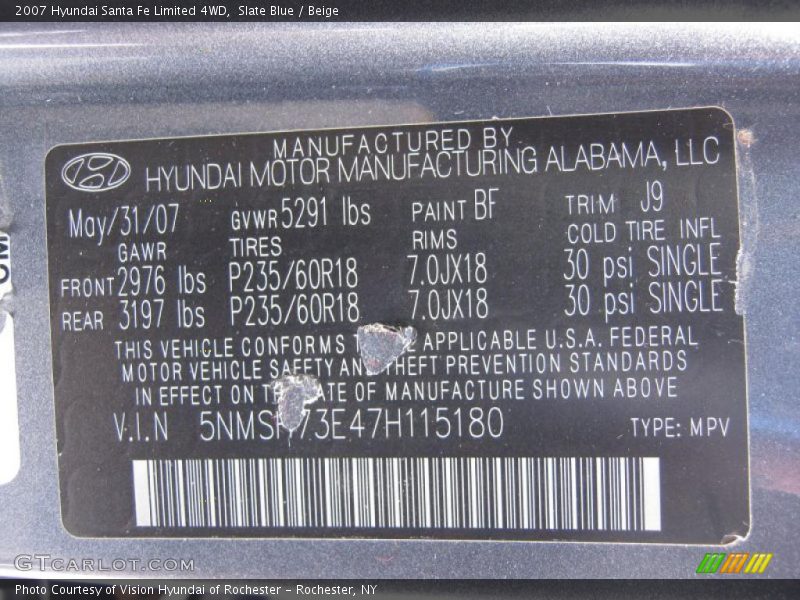 2007 Hyundai Santa Fe Limited 4WD, Slate Blue / Beige
MANUFACTURED BY
HYUNDAI MOTOR MANUFACTURING ALABAMA, LLC
May/31/07 GVWR 5291 lbs PAINT BF TRIM J9
GAWR TIRES RIMS COLD TIRE INFL
FRONT 2976 lbs P235/60R18 7.0JX18 30 psi SINGLE
REAR 3197 lbs P235/60R18 7.0JX18 30 psi SINGLE
THIS VEHICLE CONFORMS APPLICABLE U.S.A. FEDERAL
MOTOR VEHICLE SAFETY AND THEFT PREVENTION STANDARDS
IN EFFECT ON OF MANUFACTURE SHOWN ABOVE
V.I.N 73E47H115180 TYPE: MPV
GTCARLOT.COM
Photo Courtesy of Vision Hyundai of Rochester - Rochester, NY